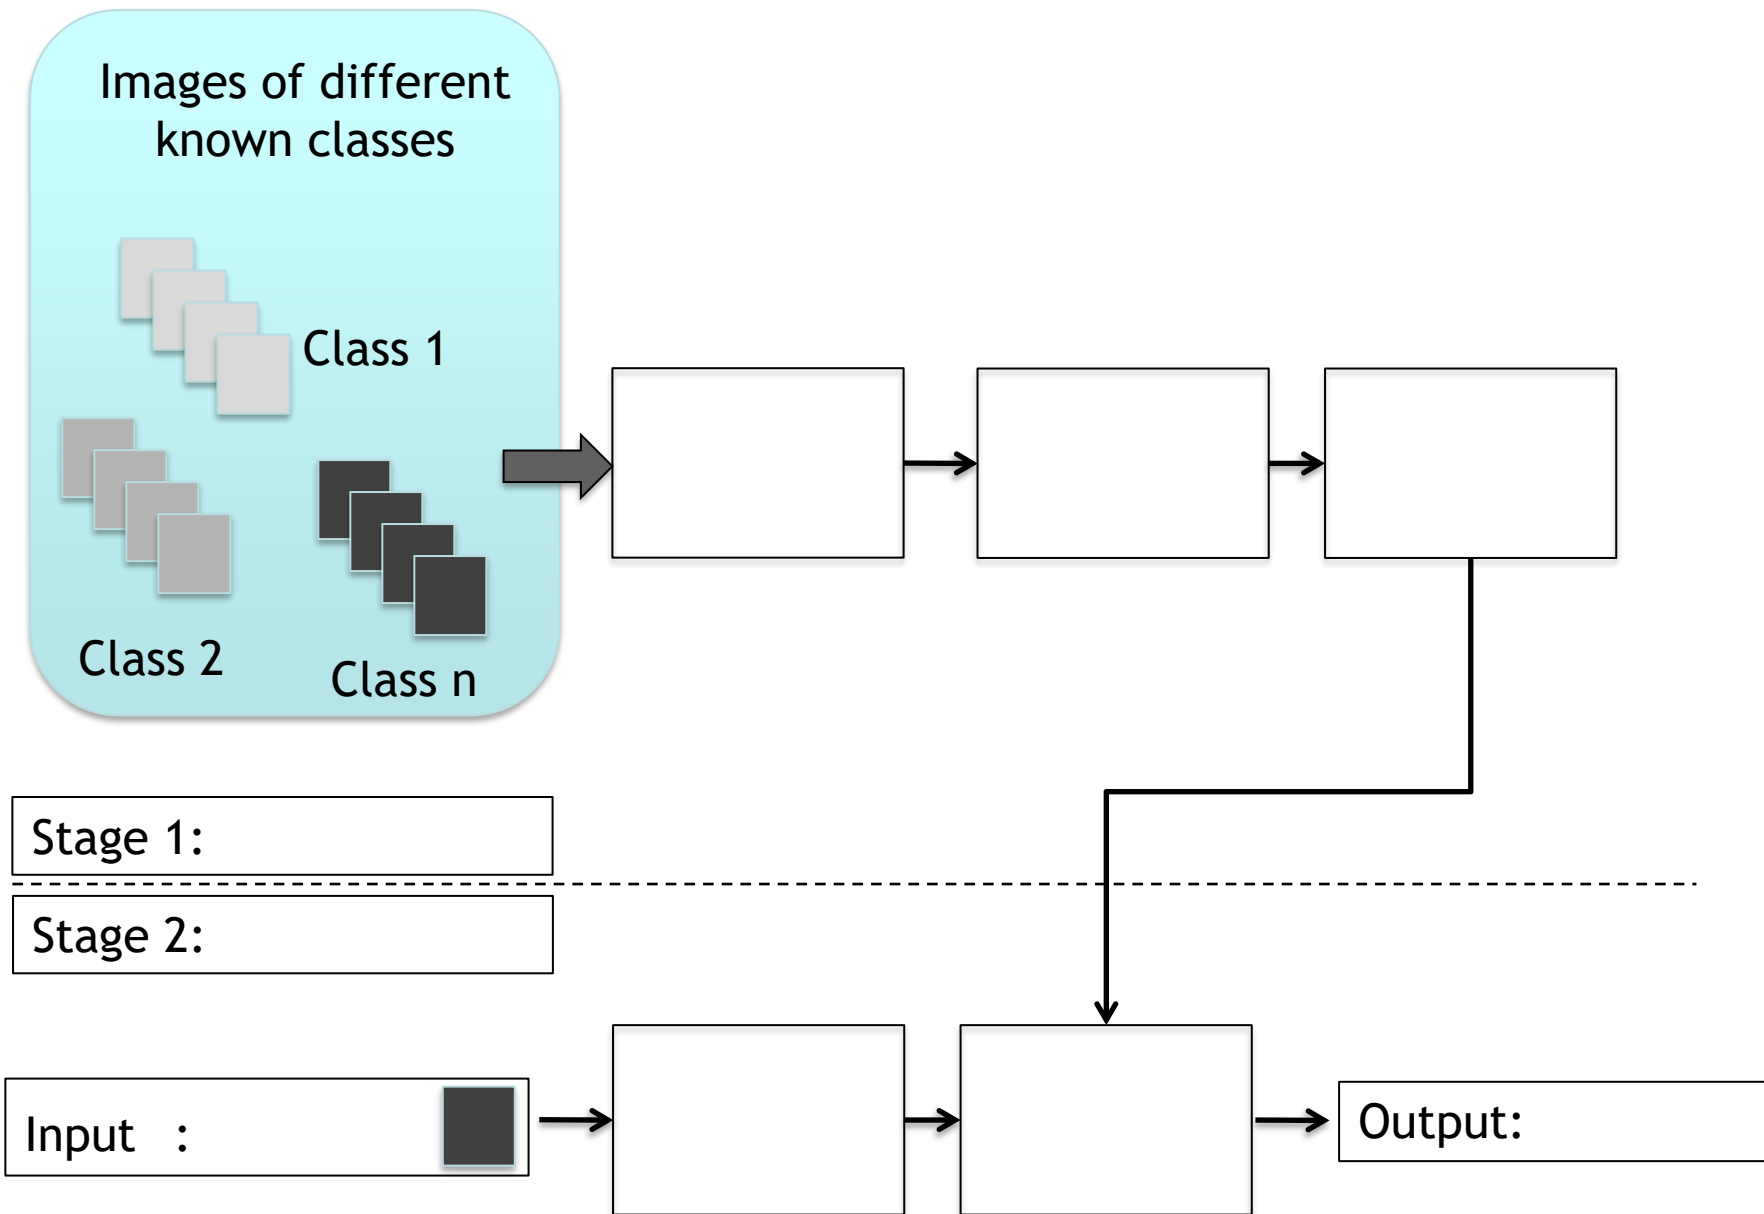 Images of different
known classes
Class 1
Class 2
Class n
Stage 1:
Stage 2:
Input :
Output: